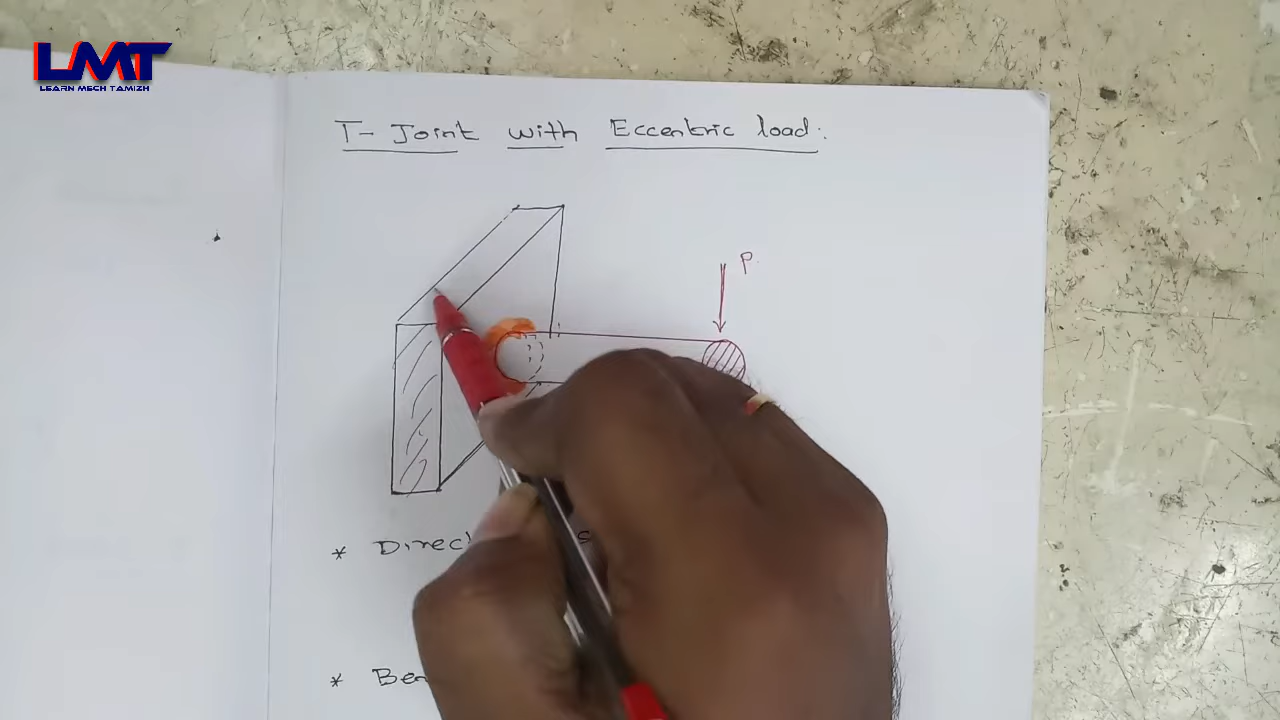 LMT
LEARN MECH TAMIZH
T- Joint with Eccentric load:
P.
* Direc
* Be